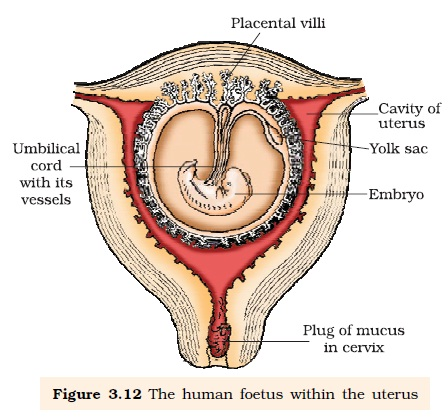 Placental villi
Cavity of
uterus
Umbilical
cord
with its
vessels
Yolk sac
Embryo
Plug of mucus
in cervix
Figure 3.12 The human foetus within the uterus